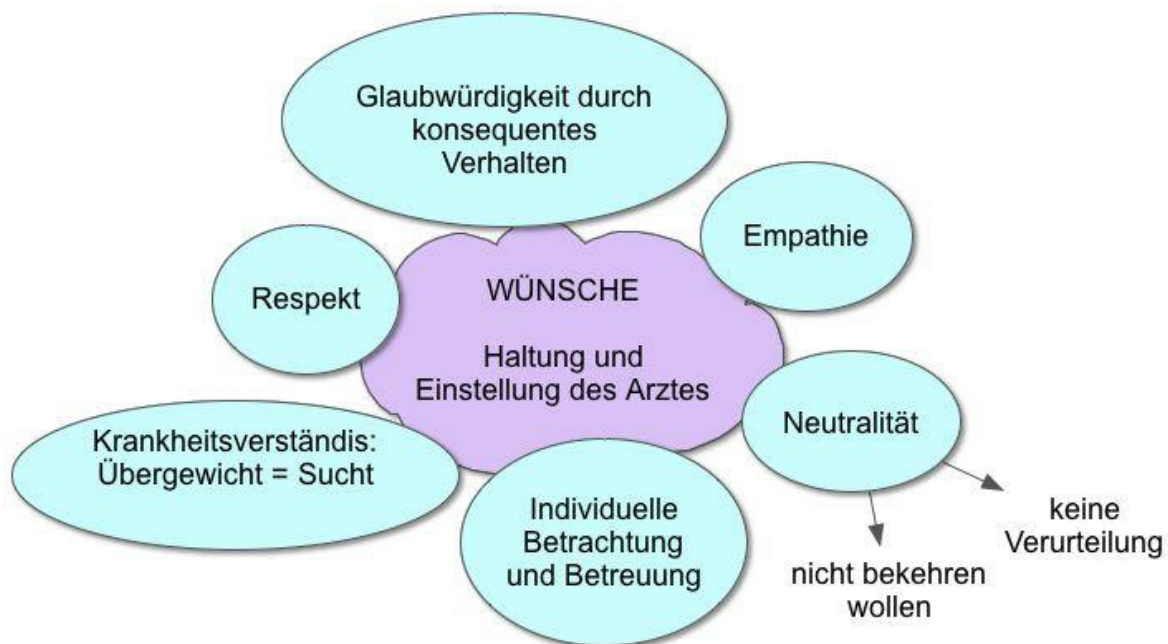 Glaubwürdigkeit durch
konsequentes
Verhalten
Empathie
Respekt
WÜNSCHE
Haltung und
Einstellung des Arztes
Neutralität
Krankheitsverständis:
Übergewicht = Sucht
Individuelle
Betrachtung
und Betreuung
keine
Verurteilung
nicht bekehren
wollen